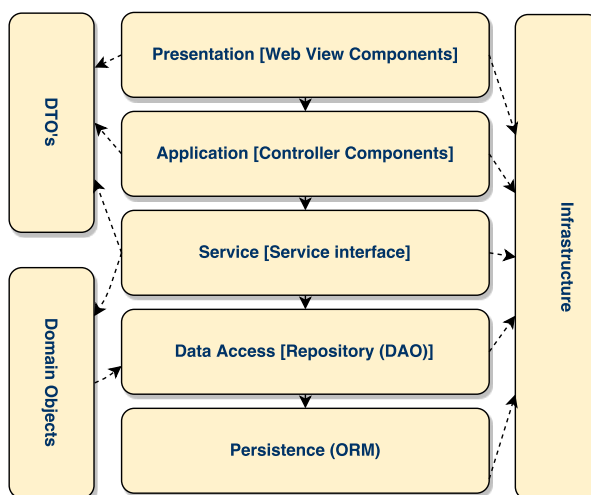 Presentation [Web View Components]
DTO's
Application [Controller Components]
Infrastructure
Service [Service interface]
Domain Objects
Data Access [Repository (DAO)]
Persistence (ORM)